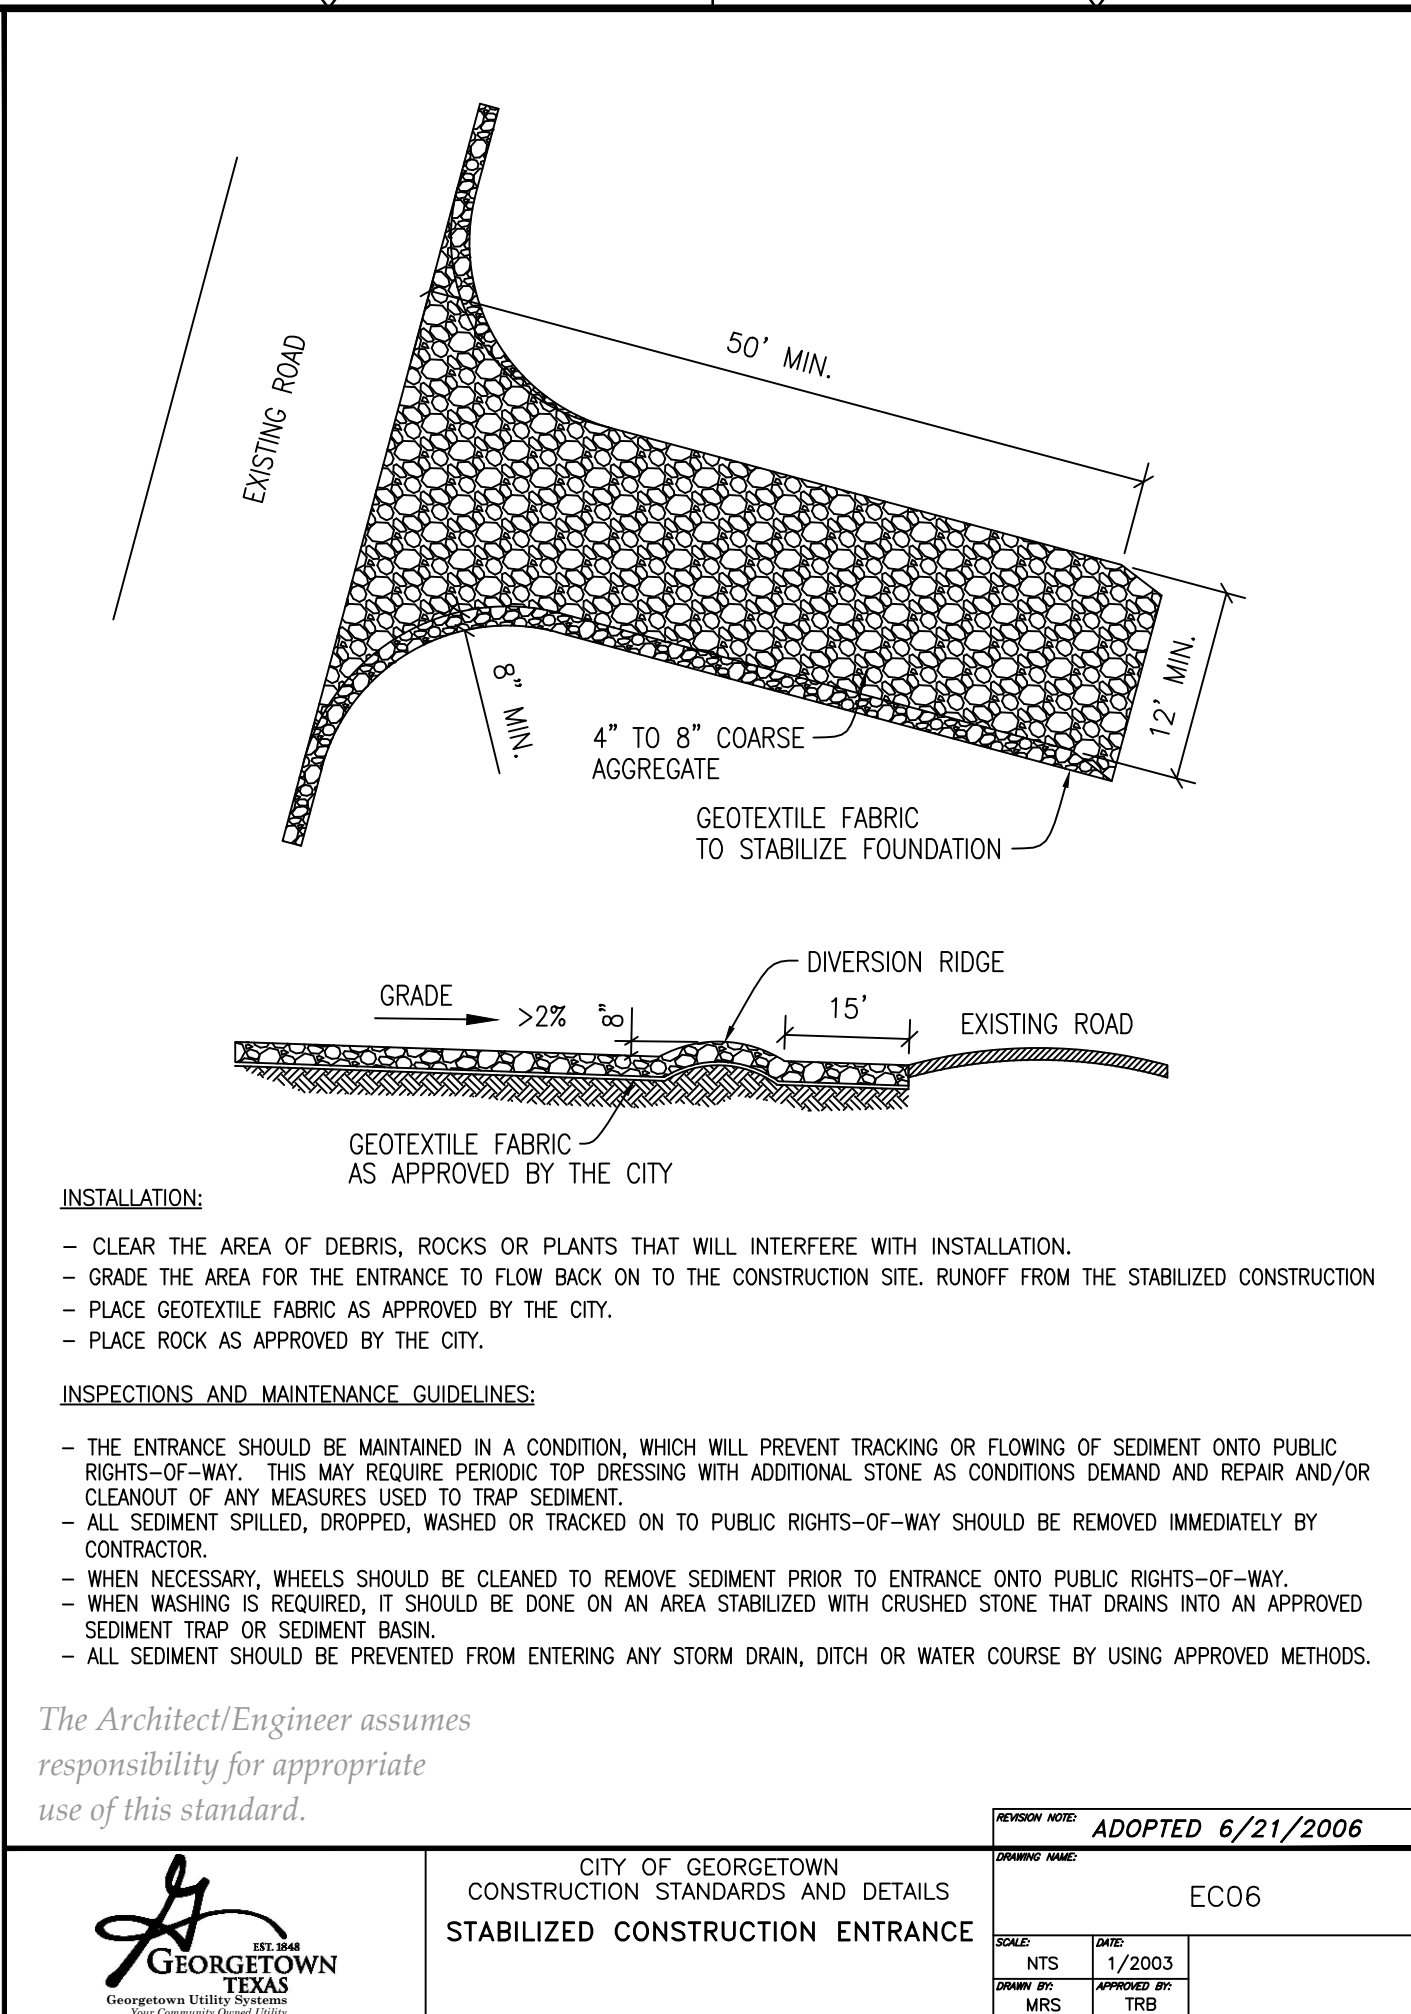 50' MIN.
EXISTING ROAD
8" MIN.
12' MIN.
4" TO 8" COARSE
AGGREGATE
GEOTEXTILE FABRIC
TO STABILIZE FOUNDATION
DIVERSION RIDGE
GRADE
>2%
8"
15'
EXISTING ROAD
GEOTEXTILE FABRIC
AS APPROVED BY THE CITY
INSTALLATION:
– CLEAR THE AREA OF DEBRIS, ROCKS OR PLANTS THAT WILL INTERFERE WITH INSTALLATION.
– GRADE THE AREA FOR THE ENTRANCE TO FLOW BACK ON TO THE CONSTRUCTION SITE. RUNOFF FROM THE STABILIZED CONSTRUCTION
– PLACE GEOTEXTILE FABRIC AS APPROVED BY THE CITY.
– PLACE ROCK AS APPROVED BY THE CITY.
INSPECTIONS AND MAINTENANCE GUIDELINES:
– THE ENTRANCE SHOULD BE MAINTAINED IN A CONDITION, WHICH WILL PREVENT TRACKING OR FLOWING OF SEDIMENT ONTO PUBLIC
RIGHTS–OF–WAY. THIS MAY REQUIRE PERIODIC TOP DRESSING WITH ADDITIONAL STONE AS CONDITIONS DEMAND AND REPAIR AND/OR
CLEANOUT OF ANY MEASURES USED TO TRAP SEDIMENT.
– ALL SEDIMENT SPILLED, DROPPED, WASHED OR TRACKED ON TO PUBLIC RIGHTS–OF–WAY SHOULD BE REMOVED IMMEDIATELY BY
CONTRACTOR.
– WHEN NECESSARY, WHEELS SHOULD BE CLEANED TO REMOVE SEDIMENT PRIOR TO ENTRANCE ONTO PUBLIC RIGHTS–OF–WAY.
– WHEN WASHING IS REQUIRED, IT SHOULD BE DONE ON AN AREA STABILIZED WITH CRUSHED STONE THAT DRAINS INTO AN APPROVED
SEDIMENT TRAP OR SEDIMENT BASIN.
– ALL SEDIMENT SHOULD BE PREVENTED FROM ENTERING ANY STORM DRAIN, DITCH OR WATER COURSE BY USING APPROVED METHODS.
The Architect/Engineer assumes
responsibility for appropriate
use of this standard.
REVISION NOTE: ADOPTED 6/21/2006
G
EST. 1848
GEORGETOWN
TEXAS
Georgetown Utility Systems
Your Community Owned Utility
CITY OF GEORGETOWN
CONSTRUCTION STANDARDS AND DETAILS
STABILIZED CONSTRUCTION ENTRANCE
DRAWING NAME:
EC06
SCALE:
NTS
DATE:
1/2003
DRAWN BY:
MRS
APPROVED BY:
TRB